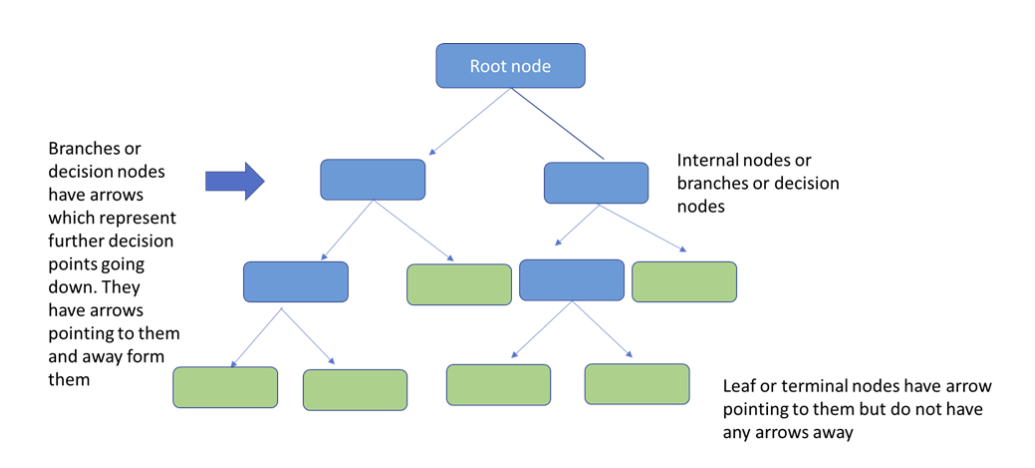 Root node
Branches or
decision nodes
have arrows
which represent
further decision
points going
down. They
have arrows
pointing to them
and away form
them
Internal nodes or
branches or decision
nodes
Leaf or terminal nodes have arrow
pointing to them but do not have
any arrows away